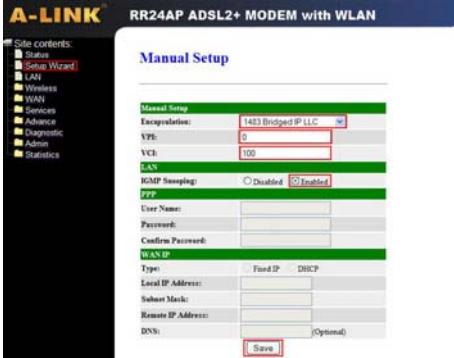 A-LINK
RR24AP ADSL2+ MODEM with WLAN
Site contents:
Status
Setup Wizard
LAN
Wireless
WAN
Services
Advance
Diagnostic
Admin
Statistics
Manual Setup
Manual Setup
Encapsulation: 1483 Bridged IP LLC
VPI: 0
VCI: 100
LAN
IGMP Snooping: Disabled Enabled
PPP
User Name:
Password:
Confirm Password:
WAN IP
Type: Fixed IP DHCP
Local IP Address:
Subnet Mask:
Remote IP Address:
DNS: (Optional)
Save